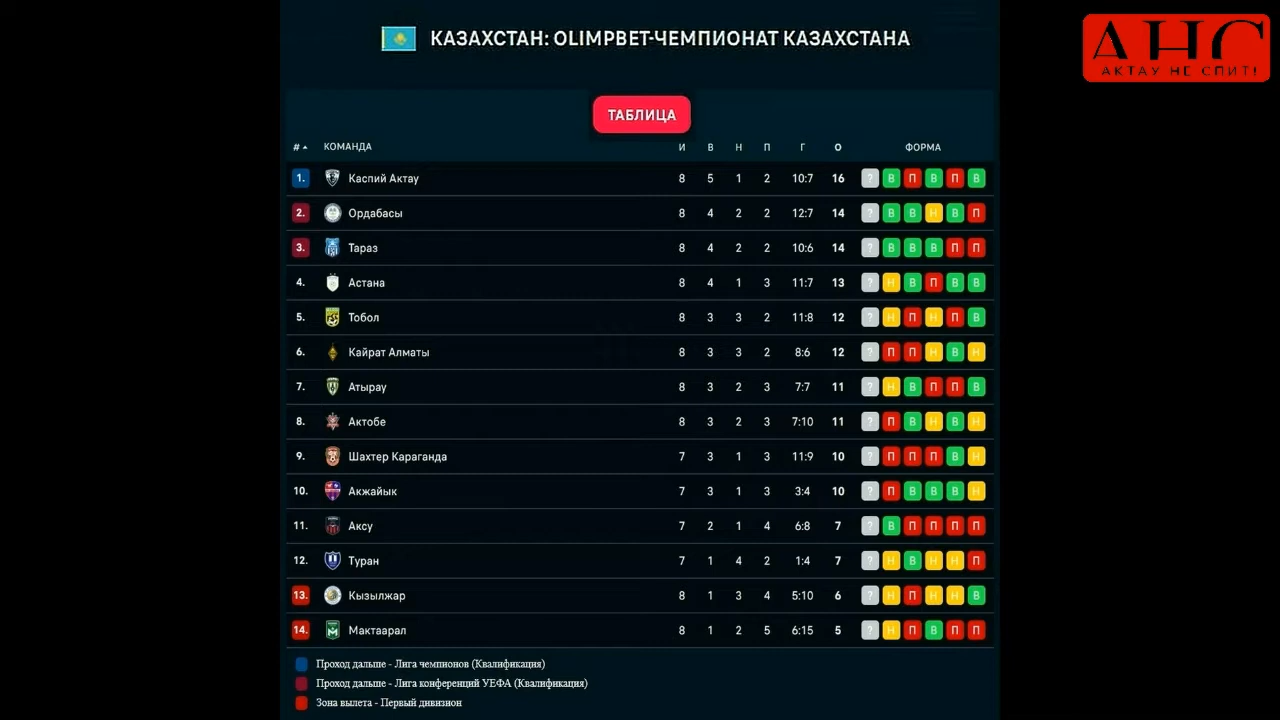 КАЗАХСТАН: OLIMPBET-ЧЕМПИОНАТ КАЗАХСТАНА
АНС
АКТАУ НЕ СПИТ!
ТАБЛИЦА
# КОМАНДА И В Н П Г О ФОРМА
1. Каспий Актау 8 5 1 2 10:7 16 ? В П В П В
2. Ордабасы 8 4 2 2 12:7 14 ? В В Н В П
3. Тараз 8 4 2 2 10:6 14 ? В В В П П
4. Астана 8 4 1 3 11:7 13 ? Н В П В В
5. Тобол 8 3 3 2 11:8 12 ? Н П Н П В
6. Кайрат Алматы 8 3 3 2 8:6 12 ? П П Н В Н
7. Атырау 8 3 2 3 7:7 11 ? Н В П П В
8. Актобе 8 3 2 3 7:10 11 ? П В Н В Н
9. Шахтер Караганда 7 3 1 3 11:9 10 ? П П П В Н
10. Акжайык 7 3 1 3 3:4 10 ? П В В В Н
11. Аксу 7 2 1 4 6:8 7 ? В П П П П
12. Туран 7 1 4 2 1:4 7 ? Н В Н Н П
13. Кызылжар 8 1 3 4 5:10 6 ? Н П Н Н В
14. Мактаарал 8 1 2 5 6:15 5 ? Н П В П П
Проход дальше - Лига чемпионов (Квалификация)
Проход дальше - Лига конференций УЕФА (Квалификация)
Зона вылета - Первый дивизион